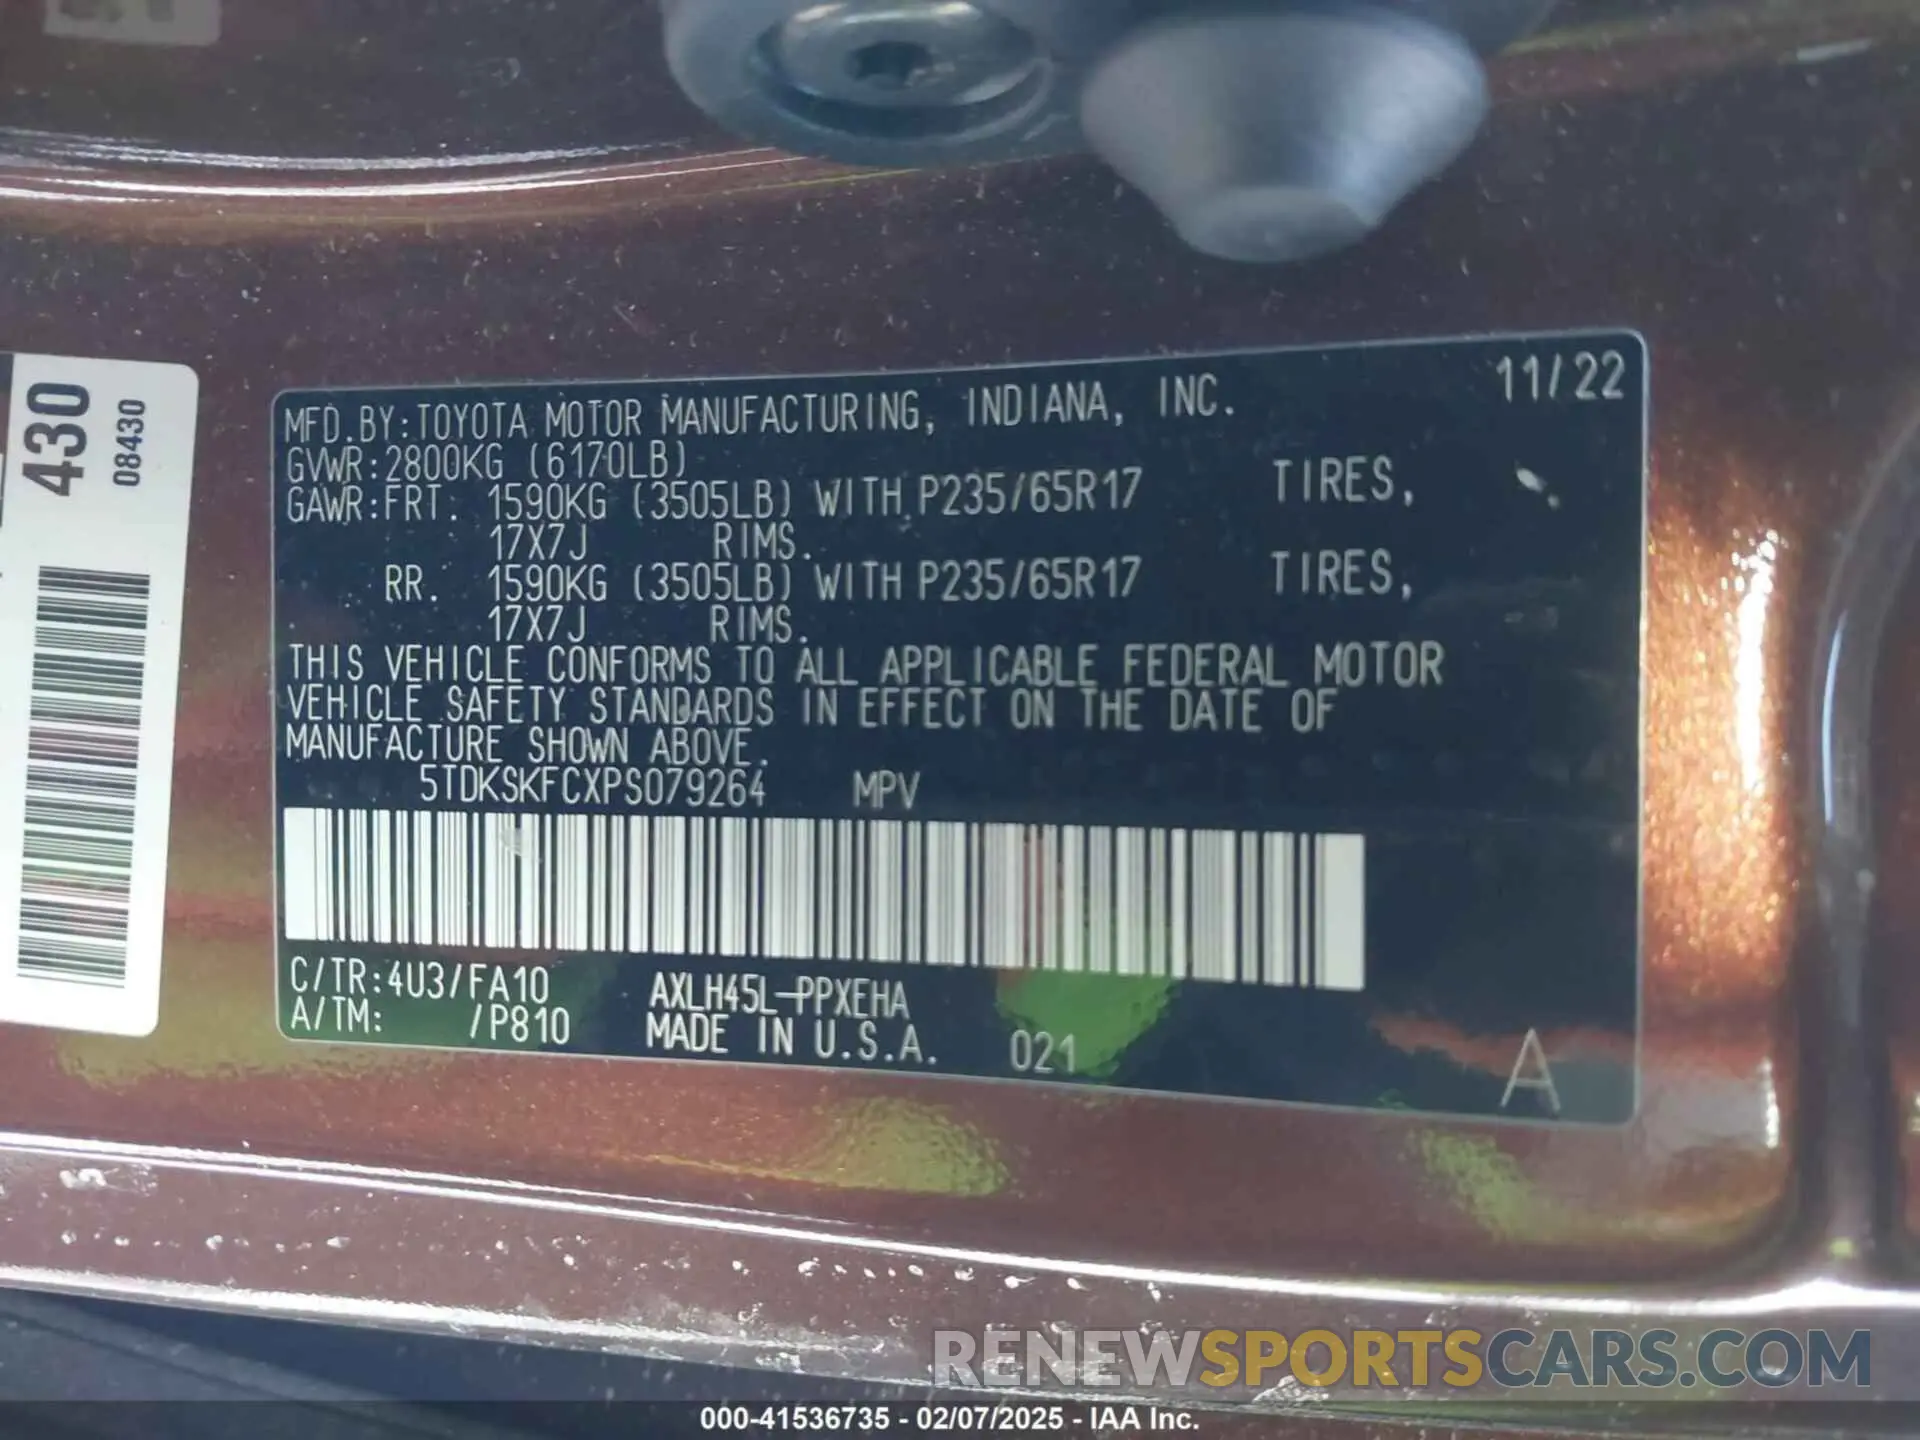 430
08430
MFD.BY:TOYOTA MOTOR MANUFACTURING, INDIANA, INC. 11/22
GVWR:2800KG (6170LB)
GAWR:FRT. 1590KG (3505LB) WITH P235/65R17 TIRES,
17X7J RIMS.
RR. 1590KG (3505LB) WITH P235/65R17 TIRES,
17X7J RIMS.
THIS VEHICLE CONFORMS TO ALL APPLICABLE FEDERAL MOTOR
VEHICLE SAFETY STANDARDS IN EFFECT ON THE DATE OF
MANUFACTURE SHOWN ABOVE.
5TDKSKFCXPS079264 MPV
C/TR:4U3/FA10 AXLH45L-PPXEHA
A/TM: /P810 MADE IN U.S.A. 021 A
RENEWSPORTSCARS.COM
000-41536735 - 02/07/2025 - IAA Inc.